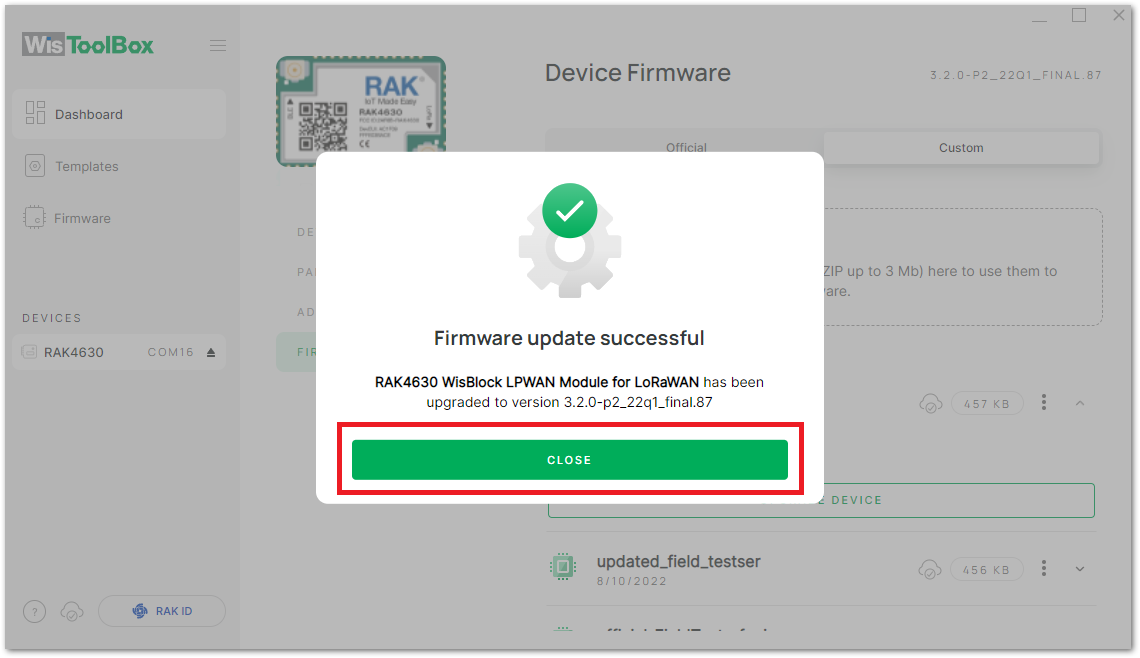 WisToolBox
Dashboard
Templates
Firmware
DEVICES
RAK4630 COM16
?
RAK ID
RAK®
IoT Made Easy
RAK4630
BLE
LoRa
CE
DE
PA
AD
FIR
Device Firmware
3.2.0-P2_22Q1_FINAL.87
Official
Custom
ZIP up to 3 Mb) here to use them to
are.
457 KB
E DEVICE
updated_field_testser
8/10/2022
456 KB
Firmware update successful
RAK4630 WisBlock LPWAN Module for LoRaWAN has been
upgraded to version 3.2.0-p2_22q1_final.87
CLOSE